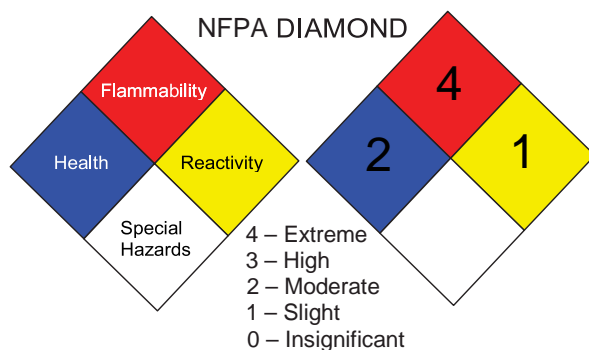 NFPA DIAMOND
Flammability
Health
Reactivity
Special
Hazards
4
2
1
4 – Extreme
3 – High
2 – Moderate
1 – Slight
0 – Insignificant